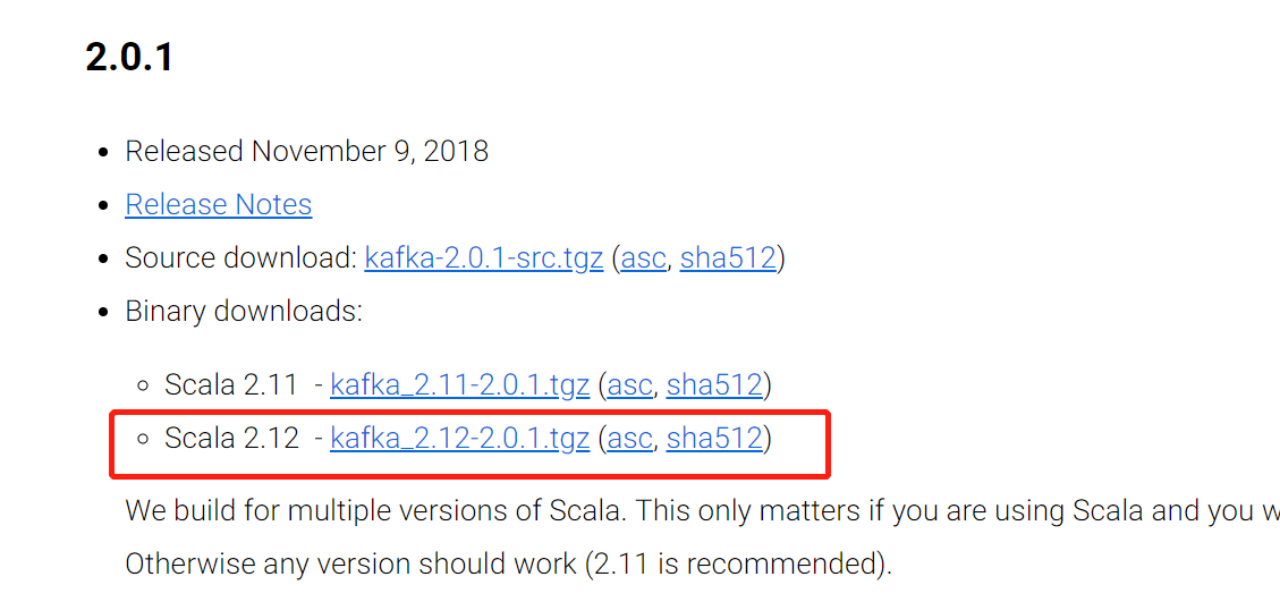 2.0.1
Released November 9, 2018
Release Notes
Source download: kafka-2.0.1-src.tgz (asc, sha512)
Binary downloads:
Scala 2.11 - kafka_2.11-2.0.1.tgz (asc, sha512)
Scala 2.12 - kafka_2.12-2.0.1.tgz (asc, sha512)
We build for multiple versions of Scala. This only matters if you are using Scala and you
Otherwise any version should work (2.11 is recommended).